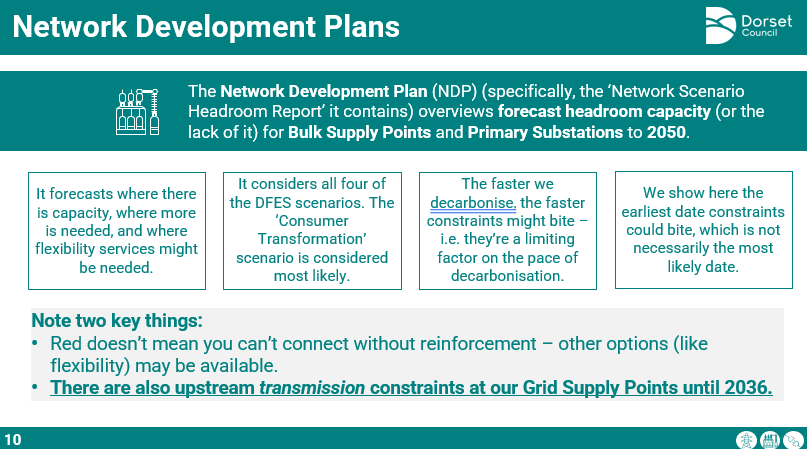 Network Development Plans
Dorset
Council
The Network Development Plan (NDP) (specifically, the ‘Network Scenario
Headroom Report’ it contains) overviews forecast headroom capacity (or the
lack of it) for Bulk Supply Points and Primary Substations to 2050.
It forecasts where there
is capacity, where more
is needed, and where
flexibility services might
be needed.
It considers all four of
the DFES scenarios. The
‘Consumer
Transformation’
scenario is considered
most likely.
The faster we
decarbonise, the faster
constraints might bite –
i.e. they’re a limiting
factor on the pace of
decarbonisation.
We show here the
earliest date constraints
could bite, which is not
necessarily the most
likely date.
Note two key things:
• Red doesn’t mean you can’t connect without reinforcement – other options (like
flexibility) may be available.
• There are also upstream transmission constraints at our Grid Supply Points until 2036.
10